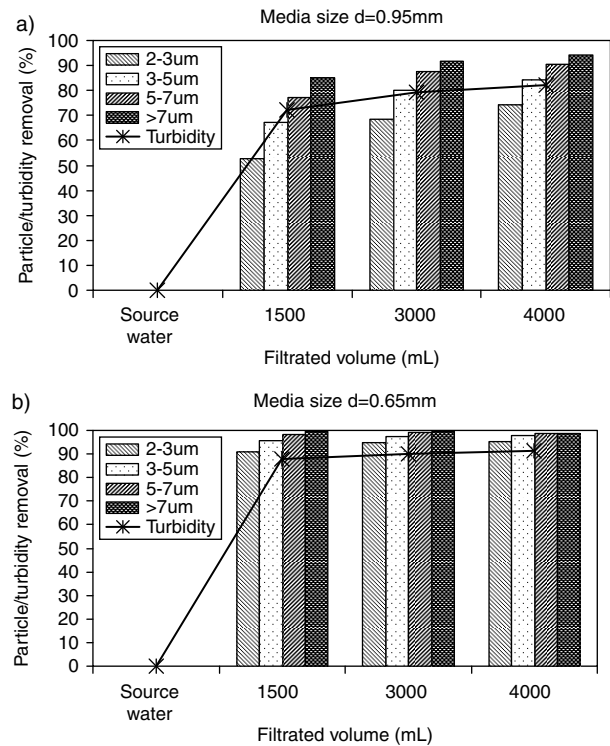 a)
Media size d=0.95mm
Particle/turbidity removal (%)
100
90
80
70
60
50
40
30
20
10
0
2-3um
3-5um
5-7um
>7um
Turbidity
Source water
1500
3000
4000
Filtrated volume (mL)
b)
Media size d=0.65mm
Particle/turbidity removal (%)
100
90
80
70
60
50
40
30
20
10
0
2-3um
3-5um
5-7um
>7um
Turbidity
Source water
1500
3000
4000
Filtrated volume (mL)